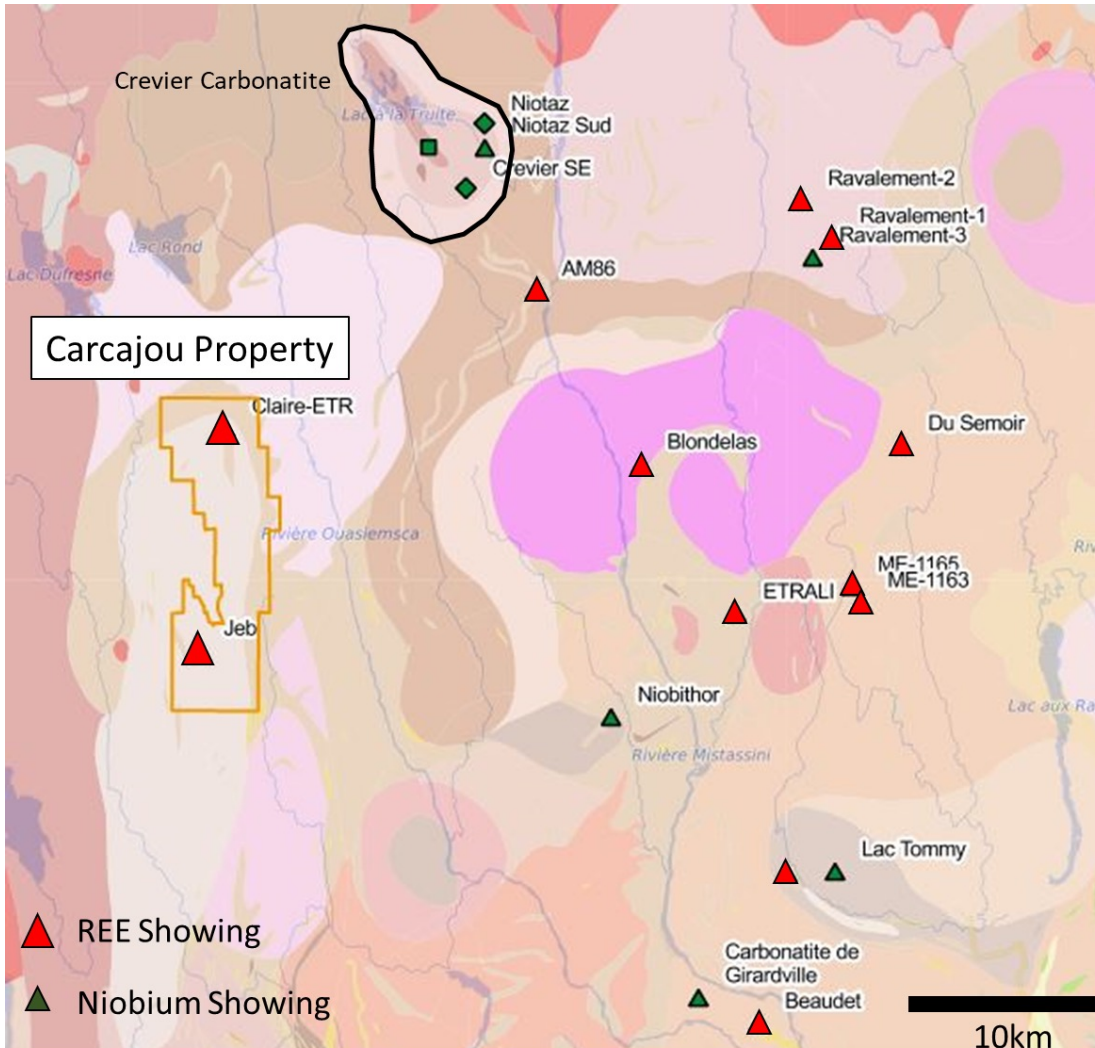 Crevier Carbonatite
Lac à la Truite
Niotaz
Niotaz Sud
Crevier SE
Ravalement-2
Ravalement-1
Ravalement-3
Lac Rond
Lac Dufresne
AM86
Carcajou Property
Claire-ETR
Blondelas
Du Semoir
Rivière Ouasiemsca
ME-1165
ME-1163
ETRALI
Jeb
Niobithor
Lac aux Ra
Rivière Mistassini
Lac Tommy
REE Showing
Carbonatite de
Girardville
Niobium Showing
Beaudet
10km